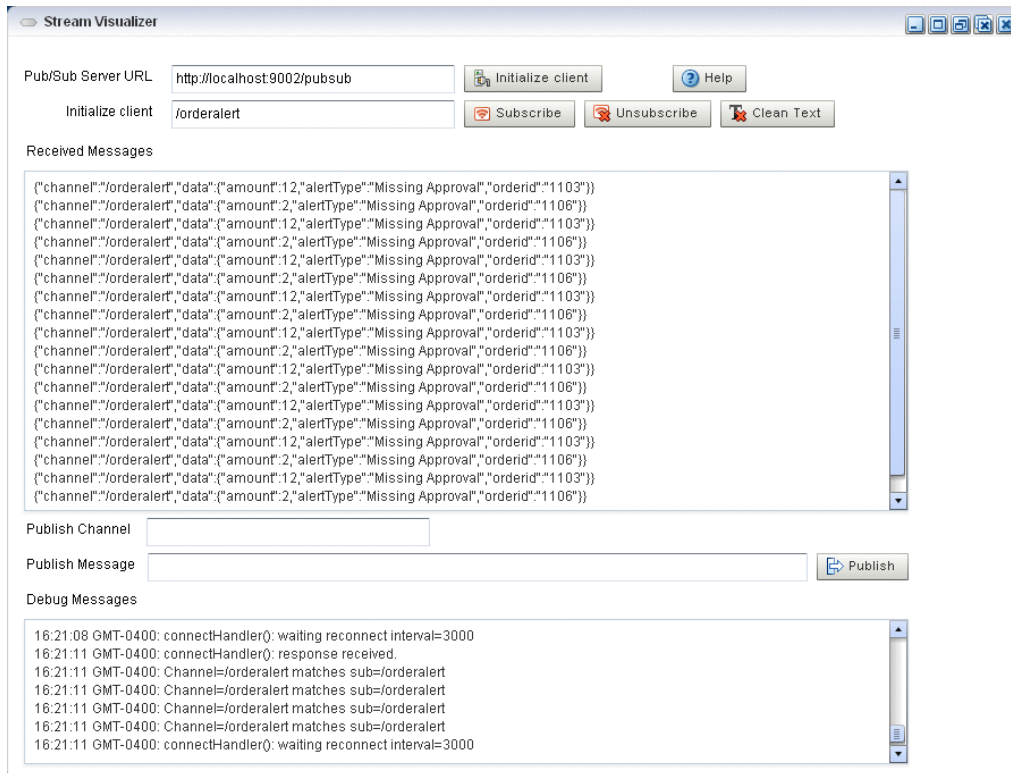 Stream Visualizer
Pub/Sub Server URL http://localhost:9002/pubsub Initialize client Help
Initialize client /orderalert Subscribe Unsubscribe Clean Text
Received Messages
{"channel":"/orderalert","data":{"amount":12,"alertType":"Missing Approval","orderid":"1103"}}
{"channel":"/orderalert","data":{"amount":2,"alertType":"Missing Approval","orderid":"1106"}}
{"channel":"/orderalert","data":{"amount":12,"alertType":"Missing Approval","orderid":"1103"}}
{"channel":"/orderalert","data":{"amount":2,"alertType":"Missing Approval","orderid":"1106"}}
{"channel":"/orderalert","data":{"amount":12,"alertType":"Missing Approval","orderid":"1103"}}
{"channel":"/orderalert","data":{"amount":2,"alertType":"Missing Approval","orderid":"1106"}}
{"channel":"/orderalert","data":{"amount":12,"alertType":"Missing Approval","orderid":"1103"}}
{"channel":"/orderalert","data":{"amount":2,"alertType":"Missing Approval","orderid":"1106"}}
{"channel":"/orderalert","data":{"amount":12,"alertType":"Missing Approval","orderid":"1103"}}
{"channel":"/orderalert","data":{"amount":2,"alertType":"Missing Approval","orderid":"1106"}}
{"channel":"/orderalert","data":{"amount":12,"alertType":"Missing Approval","orderid":"1103"}}
{"channel":"/orderalert","data":{"amount":2,"alertType":"Missing Approval","orderid":"1106"}}
{"channel":"/orderalert","data":{"amount":12,"alertType":"Missing Approval","orderid":"1103"}}
{"channel":"/orderalert","data":{"amount":2,"alertType":"Missing Approval","orderid":"1106"}}
{"channel":"/orderalert","data":{"amount":12,"alertType":"Missing Approval","orderid":"1103"}}
{"channel":"/orderalert","data":{"amount":2,"alertType":"Missing Approval","orderid":"1106"}}
{"channel":"/orderalert","data":{"amount":12,"alertType":"Missing Approval","orderid":"1103"}}
{"channel":"/orderalert","data":{"amount":2,"alertType":"Missing Approval","orderid":"1106"}}
Publish Channel
Publish Message Publish
Debug Messages
16:21:08 GMT-0400: connectHandler(): waiting reconnect interval=3000
16:21:11 GMT-0400: connectHandler(): response received.
16:21:11 GMT-0400: Channel=/orderalert matches sub=/orderalert
16:21:11 GMT-0400: Channel=/orderalert matches sub=/orderalert
16:21:11 GMT-0400: Channel=/orderalert matches sub=/orderalert
16:21:11 GMT-0400: Channel=/orderalert matches sub=/orderalert
16:21:11 GMT-0400: connectHandler(): waiting reconnect interval=3000